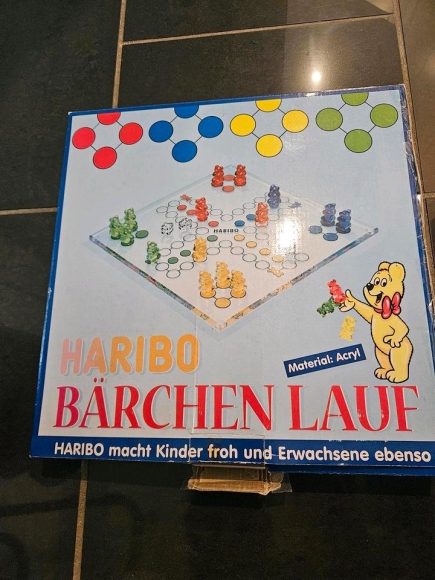 HARIBO
HARIBO
Material: Acryl
BÄRCHEN LAUF
HARIBO macht Kinder froh und Erwachsene ebenso